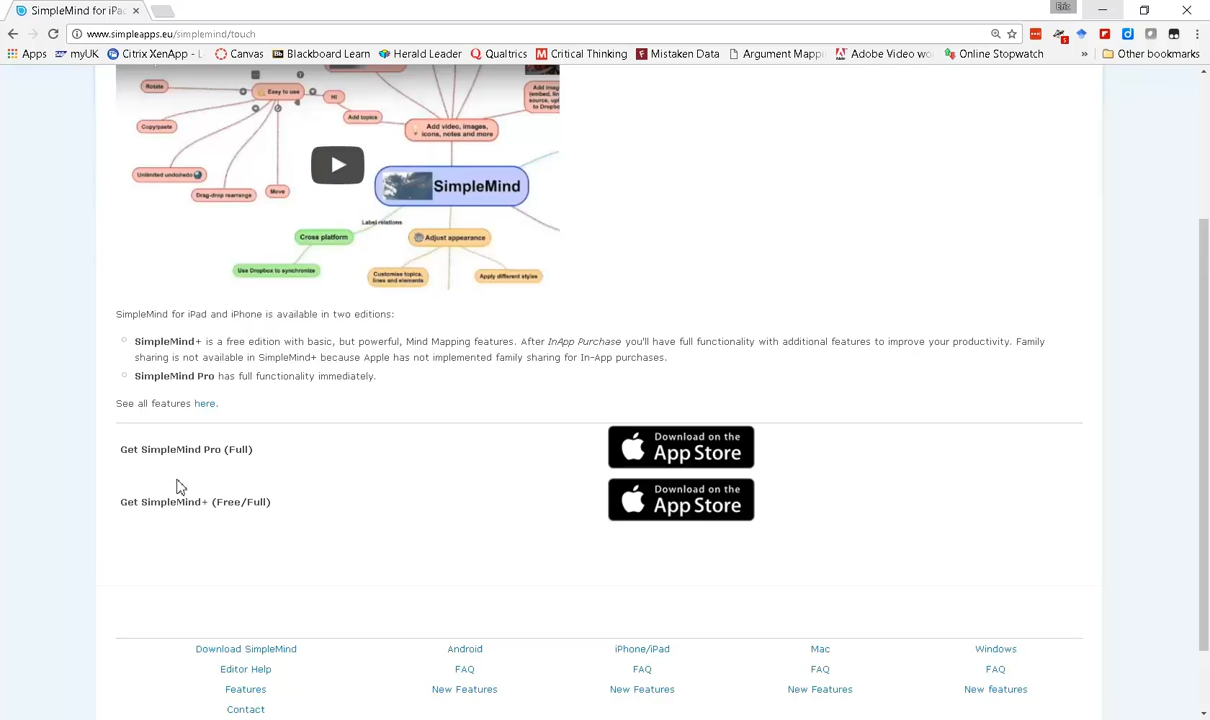 SimpleMind for iPa
Eric
www.simpleapps.eu/simplemind/touch
Apps
myUK
Citrix XenApp - L
Canvas
Blackboard Learn
Herald Leader
Qualtrics
Critical Thinking
Mistaken Data
Argument Mappi
Adobe Video wo
Online Stopwatch
»
Other bookmarks
Rotate
Easy to use
Hi
Add topics
Copy/paste
Add video, images,
icons, notes and more
Unlimited undo/redo
Drag-drop rearrange
Move
SimpleMind
Label relations
Cross platform
Adjust appearance
Use Dropbox to synchronize
Customise topics,
lines and elements
Apply different styles
SimpleMind for iPad and iPhone is available in two editions:
SimpleMind+ is a free edition with basic, but powerful, Mind Mapping features. After InApp Purchase you'll have full functionality with additional features to improve your productivity. Family
sharing is not available in SimpleMind+ because Apple has not implemented family sharing for In-App purchases.
SimpleMind Pro has full functionality immediately.
See all features here.
Get SimpleMind Pro (Full)
Download on the
App Store
Get SimpleMind+ (Free/Full)
Download on the
App Store
Download SimpleMind
Android
iPhone/iPad
Mac
Windows
Editor Help
FAQ
FAQ
FAQ
FAQ
Features
New Features
New Features
New Features
New features
Contact